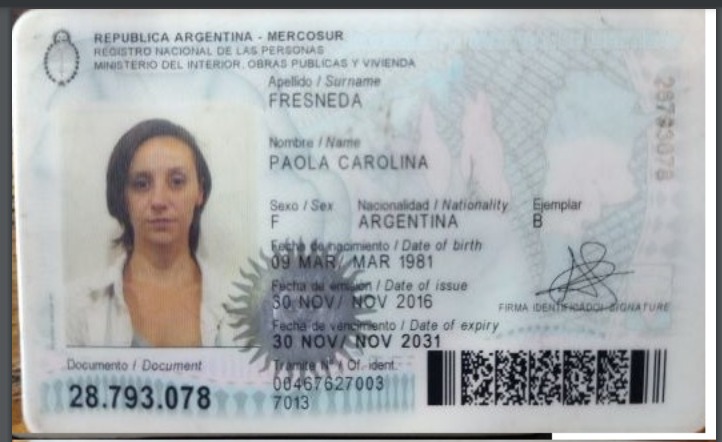 REPUBLICA ARGENTINA - MERCOSUR
REGISTRO NACIONAL DE LAS PERSONAS
MINISTERIO DEL INTERIOR, OBRAS PUBLICAS Y VIVIENDA
Apellido / Surname
FRESNEDA
Nombre / Name
PAOLA CAROLINA
Sexo / Sex Nacionalidad / Nationality Ejemplar
F ARGENTINA B
Fecha de nacimiento / Date of birth
09 MAR/ MAR 1981
Fecha de emisión / Date of issue
30 NOV/ NOV 2016
FIRMA IDENTIFICADO / SIGNATURE
Fecha de vencimiento / Date of expiry
30 NOV/ NOV 2031
Documento / Document
28.793.078
Tramite Nº / Of. ident.
00467627003
7013
28793078